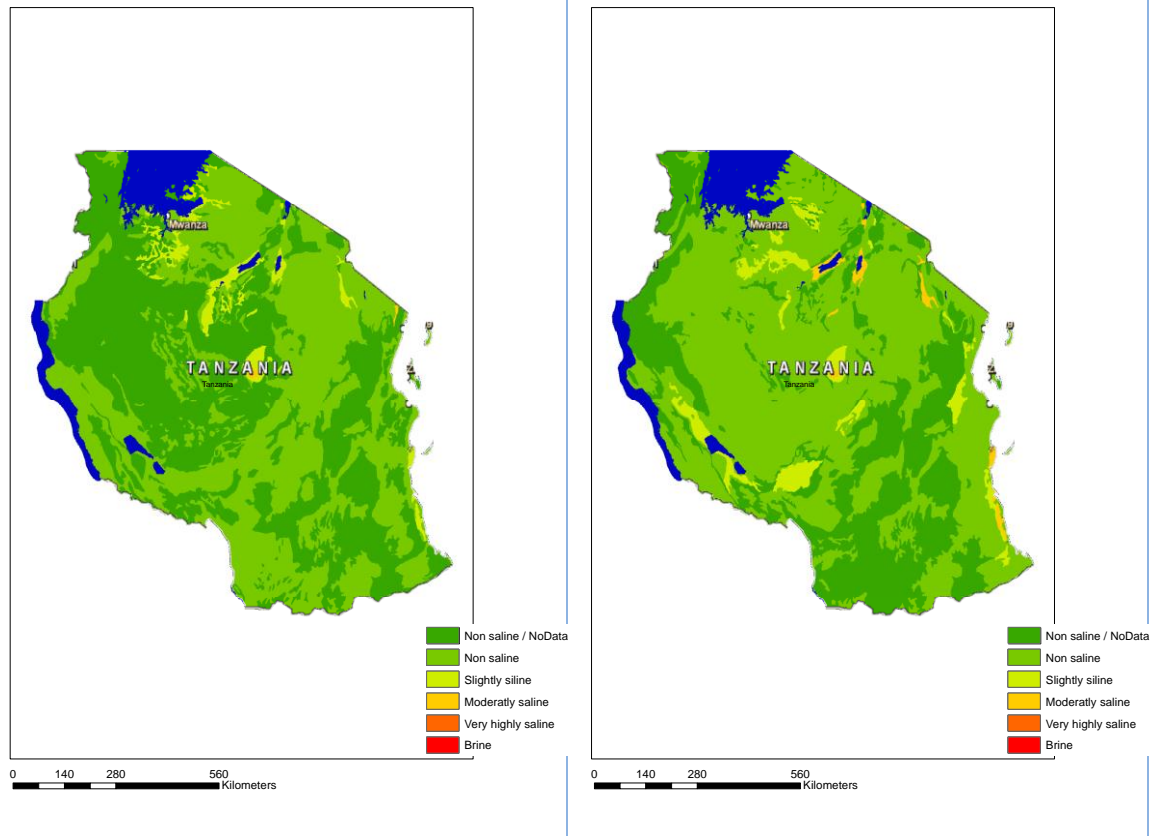 Mwanza
TANZANIA
Tanzania
Non saline / NoData
Non saline
Slightly siline
Moderatly saline
Very highly saline
Brine
0 140 280 560
Kilometers
Mwanza
TANZANIA
Tanzania
Non saline / NoData
Non saline
Slightly siline
Moderatly saline
Very highly saline
Brine
0 140 280 560
Kilometers